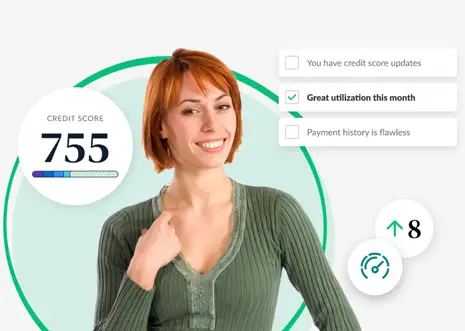 You have credit score updates
Great utilization this month
Payment history is flawless
CREDIT SCORE
755
8